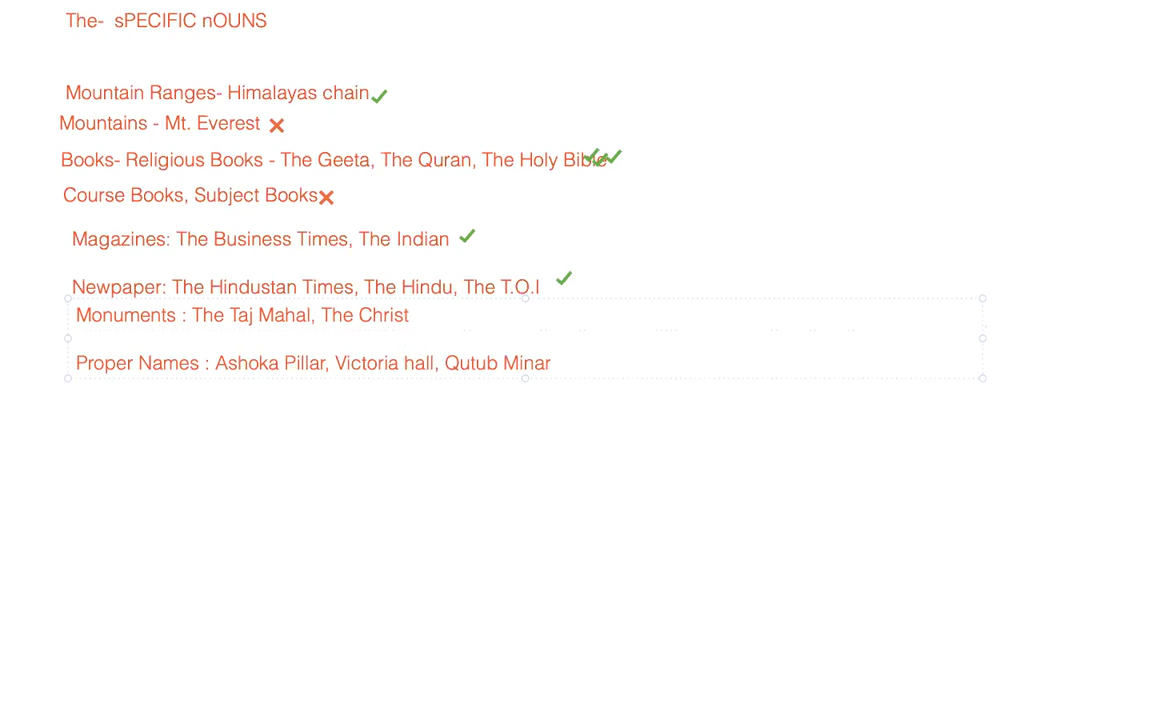 The- sPECIFIC nOUNS
Mountain Ranges- Himalayas chain
Mountains - Mt. Everest
Books- Religious Books - The Geeta, The Quran, The Holy Bible
Course Books, Subject Books
Magazines: The Business Times, The Indian
Newpaper: The Hindustan Times, The Hindu, The T.O.I
Monuments : The Taj Mahal, The Christ
Proper Names : Ashoka Pillar, Victoria hall, Qutub Minar